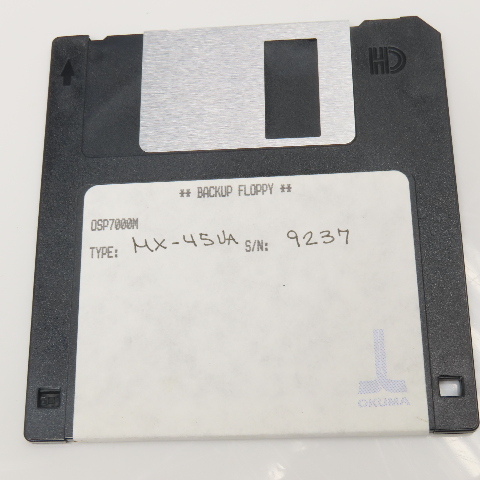 HD
** BACKUP FLOPPY **
OSP7000M
TYPE: MX-45VA S/N: 9237
OKUMA